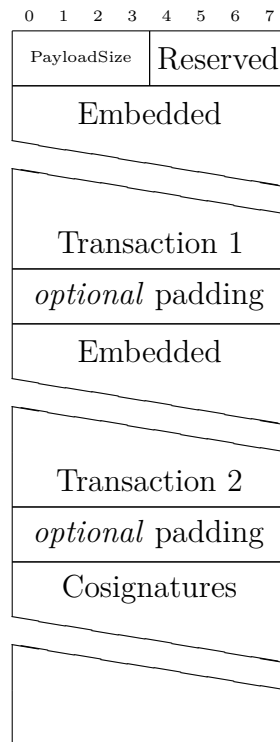 0 1 2 3 4 5 6 7
PayloadSize Reserved
Embedded
Transaction 1
optional padding
Embedded
Transaction 2
optional padding
Cosignatures